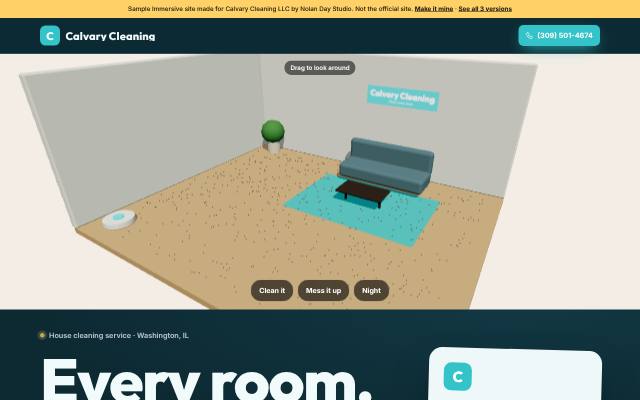 Sample Immersive site made for Calvary Cleaning LLC by Nolan Day Studio. Not the official site. Make it mine · See all 3 versions
C Calvary Cleaning
(309) 501-4674
Drag to look around
Calvary Cleaning
Clean it
Mess it up
Night
House cleaning service · Washington, IL
Every room.
C